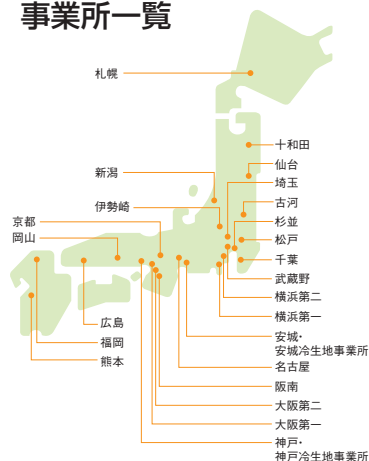 事業所一覧
札幌
十和田
仙台
新潟
埼玉
古河
伊勢崎
杉並
京都
岡山
松戸
千葉
武蔵野
横浜第二
横浜第一
広島
安城・
安城冷生地事業所
福岡
熊本
名古屋
阪南
大阪第二
大阪第一
神戸・
神戸冷生地事業所